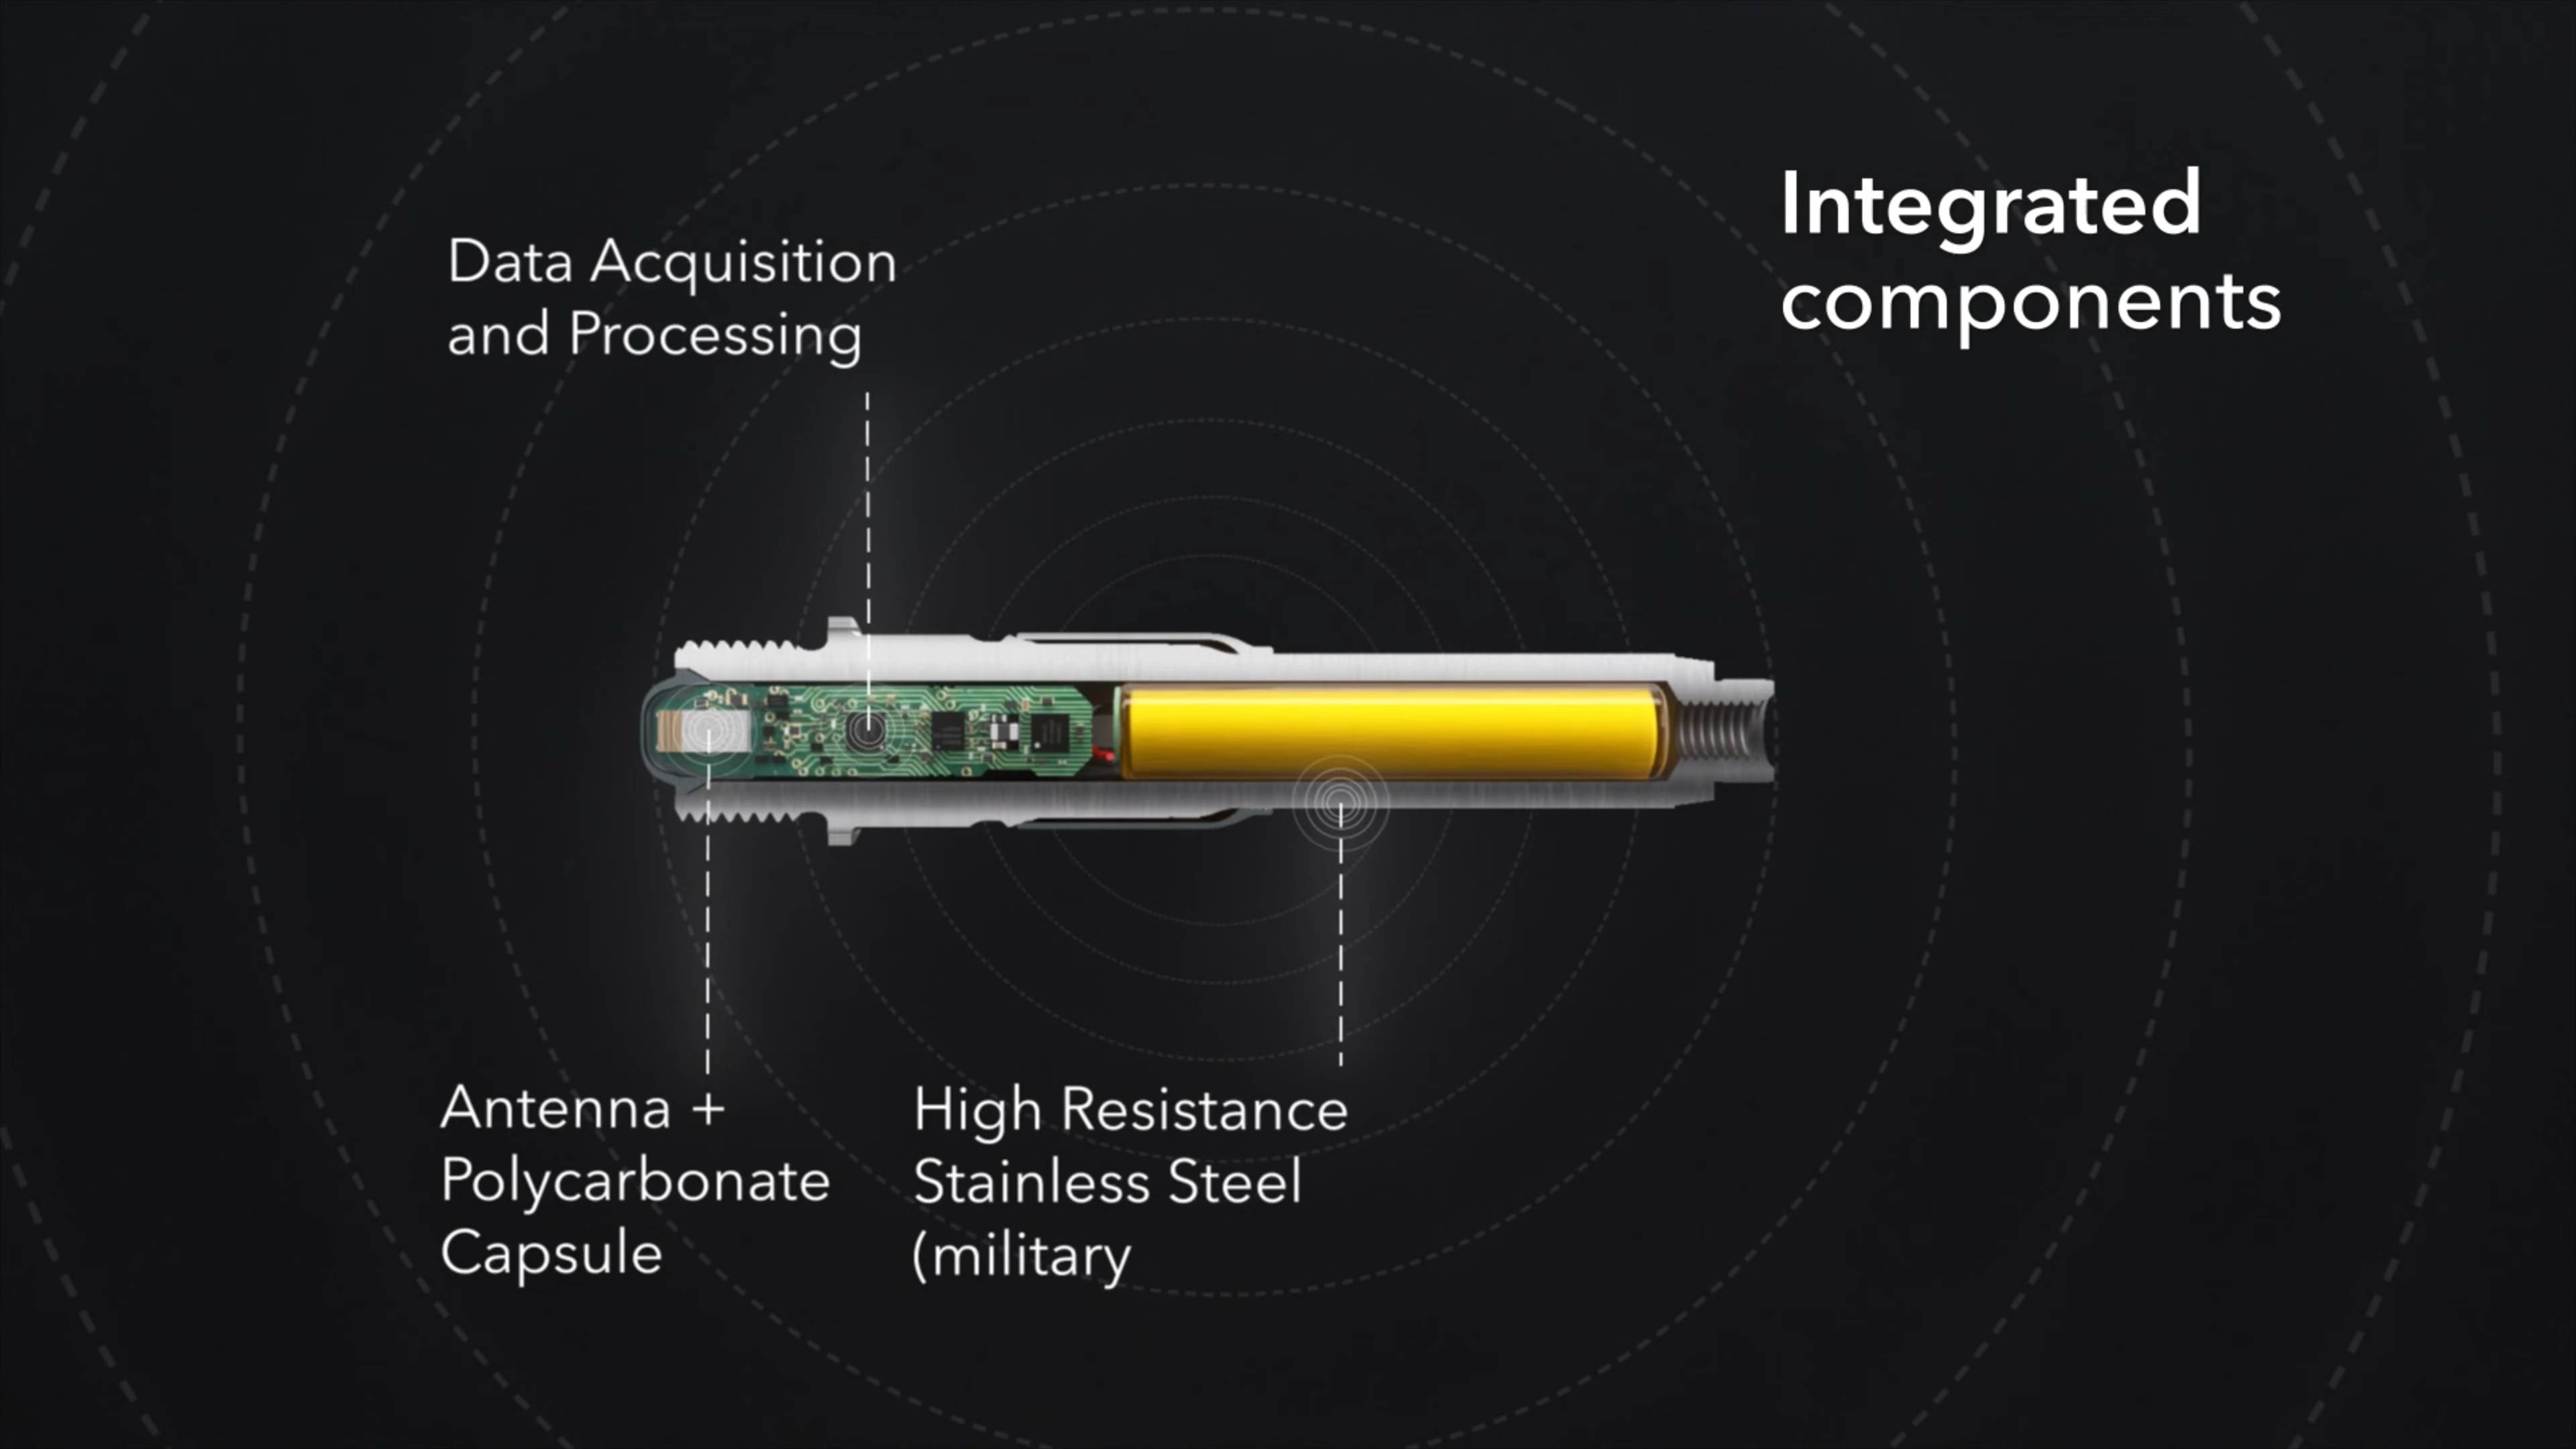 Integrated
components
Data Acquisition
and Processing
Antenna +
Polycarbonate
Capsule
High Resistance
Stainless Steel
(military